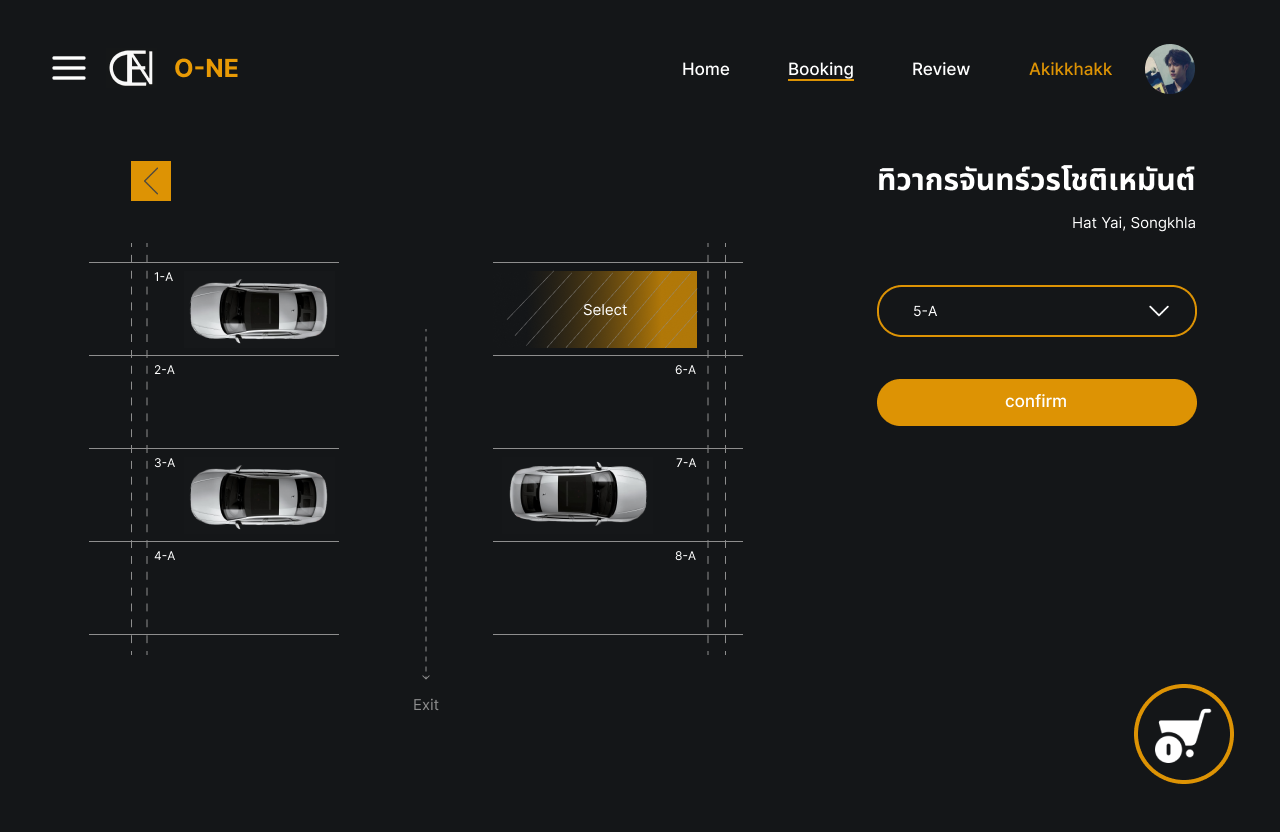 O-NE
Home
Booking
Review
Akikkhakk
ทิวากรจันทร์วรโชติเหมันต์
Hat Yai, Songkhla
1-A
Select
5-A
2-A
6-A
confirm
3-A
7-A
4-A
8-A
Exit
0